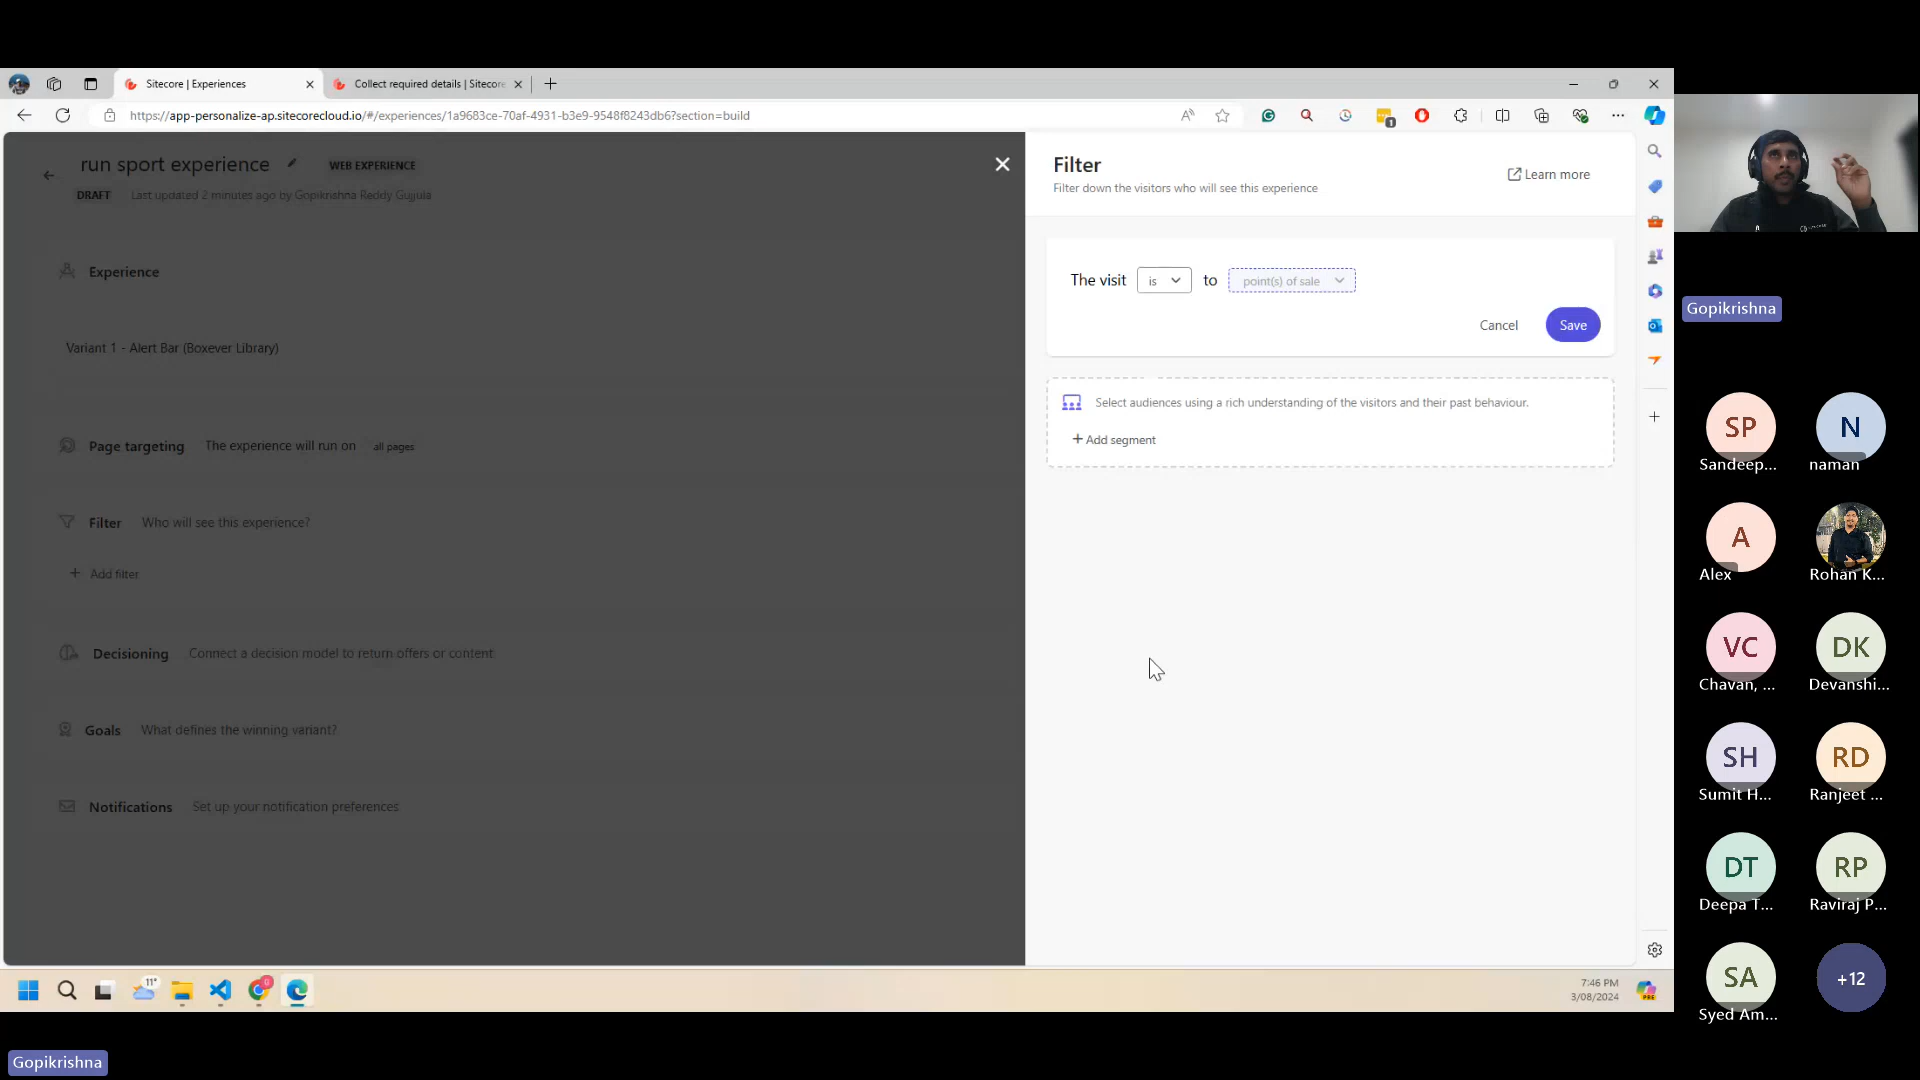 Sitecore | Experiences
Collect required details | Sitecore
https://app-personalize-ap.sitecorecloud.io/#/experiences/1a9683ce-70af-4931-b3e9-9548f8243db6?section=build
1
run sport experience
WEB EXPERIENCE
DRAFT
Last updated 2 minutes ago by Gopikrishna Reddy Gujjula
Experience
Variant 1 - Alert Bar (Boxever Library)
Page targeting
The experience will run on
all pages
Filter
Who will see this experience?
+ Add filter
Decisioning
Connect a decision model to return offers or content
Goals
What defines the winning variant?
Notifications
Set up your notification preferences
Filter
Filter down the visitors who will see this experience
Learn more
The visit
is
to
point(s) of sale
Cancel
Save
Select audiences using a rich understanding of the visitors and their past behaviour.
+ Add segment
11°
7:46 PM
3/08/2024
PRE
Gopikrishna
SP
Sandeep...
N
naman
A
Alex
Rohan K...
VC
Chavan, ...
DK
Devanshi...
SH
Sumit H...
RD
Ranjeet ...
DT
Deepa T...
RP
Raviraj P...
SA
Syed Am...
+12
Gopikrishna